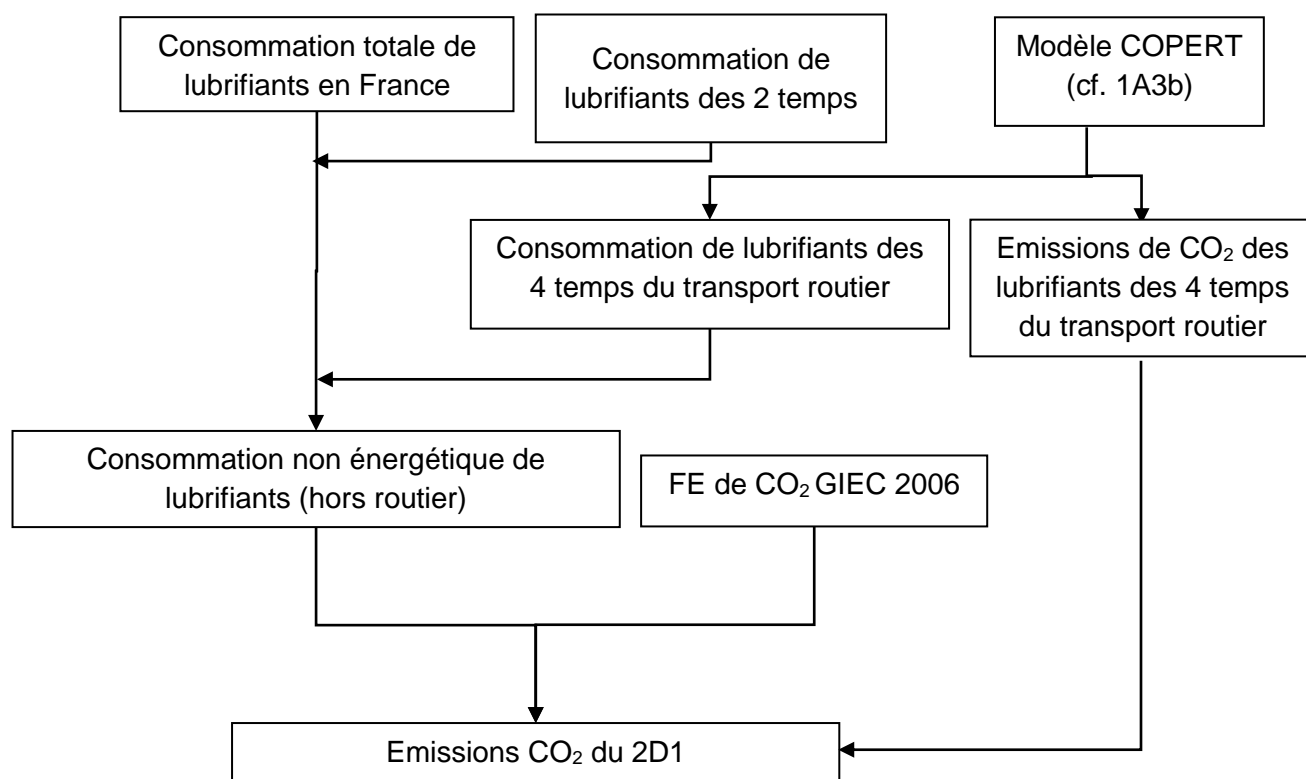 Consommation totale de
lubrifiants en France
Consommation de
lubrifiants des 2 temps
Modèle COPERT
(cf. 1A3b)
Consommation de lubrifiants des
4 temps du transport routier
Emissions de CO₂ des
lubrifiants des 4 temps
du transport routier
Consommation non énergétique de
lubrifiants (hors routier)
FE de CO₂ GIEC 2006
Emissions CO₂ du 2D1